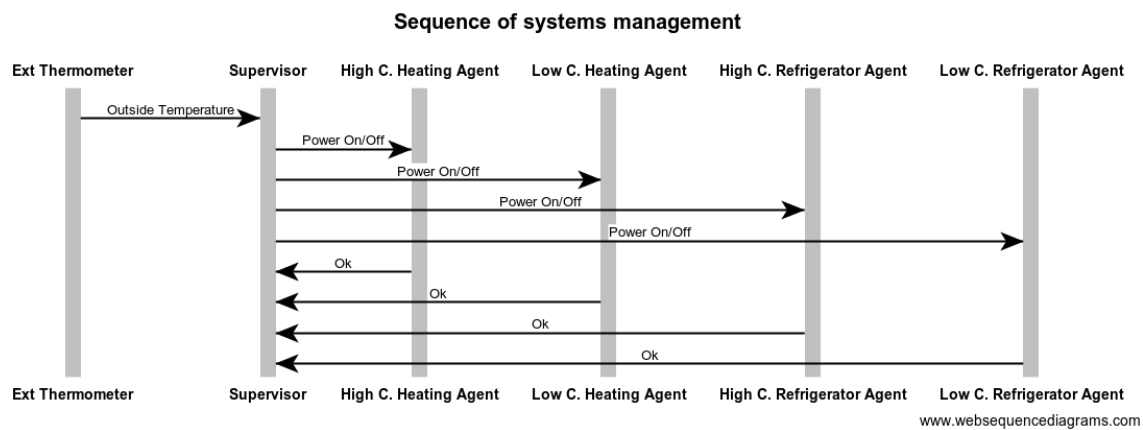 Sequence of systems management
Ext Thermometer Supervisor High C. Heating Agent Low C. Heating Agent High C. Refrigerator Agent Low C. Refrigerator Agent
Outside Temperature
Power On/Off
Power On/Off
Power On/Off
Power On/Off
Ok
Ok
Ok
Ok
Ext Thermometer Supervisor High C. Heating Agent Low C. Heating Agent High C. Refrigerator Agent Low C. Refrigerator Agent
www.websequencediagrams.com